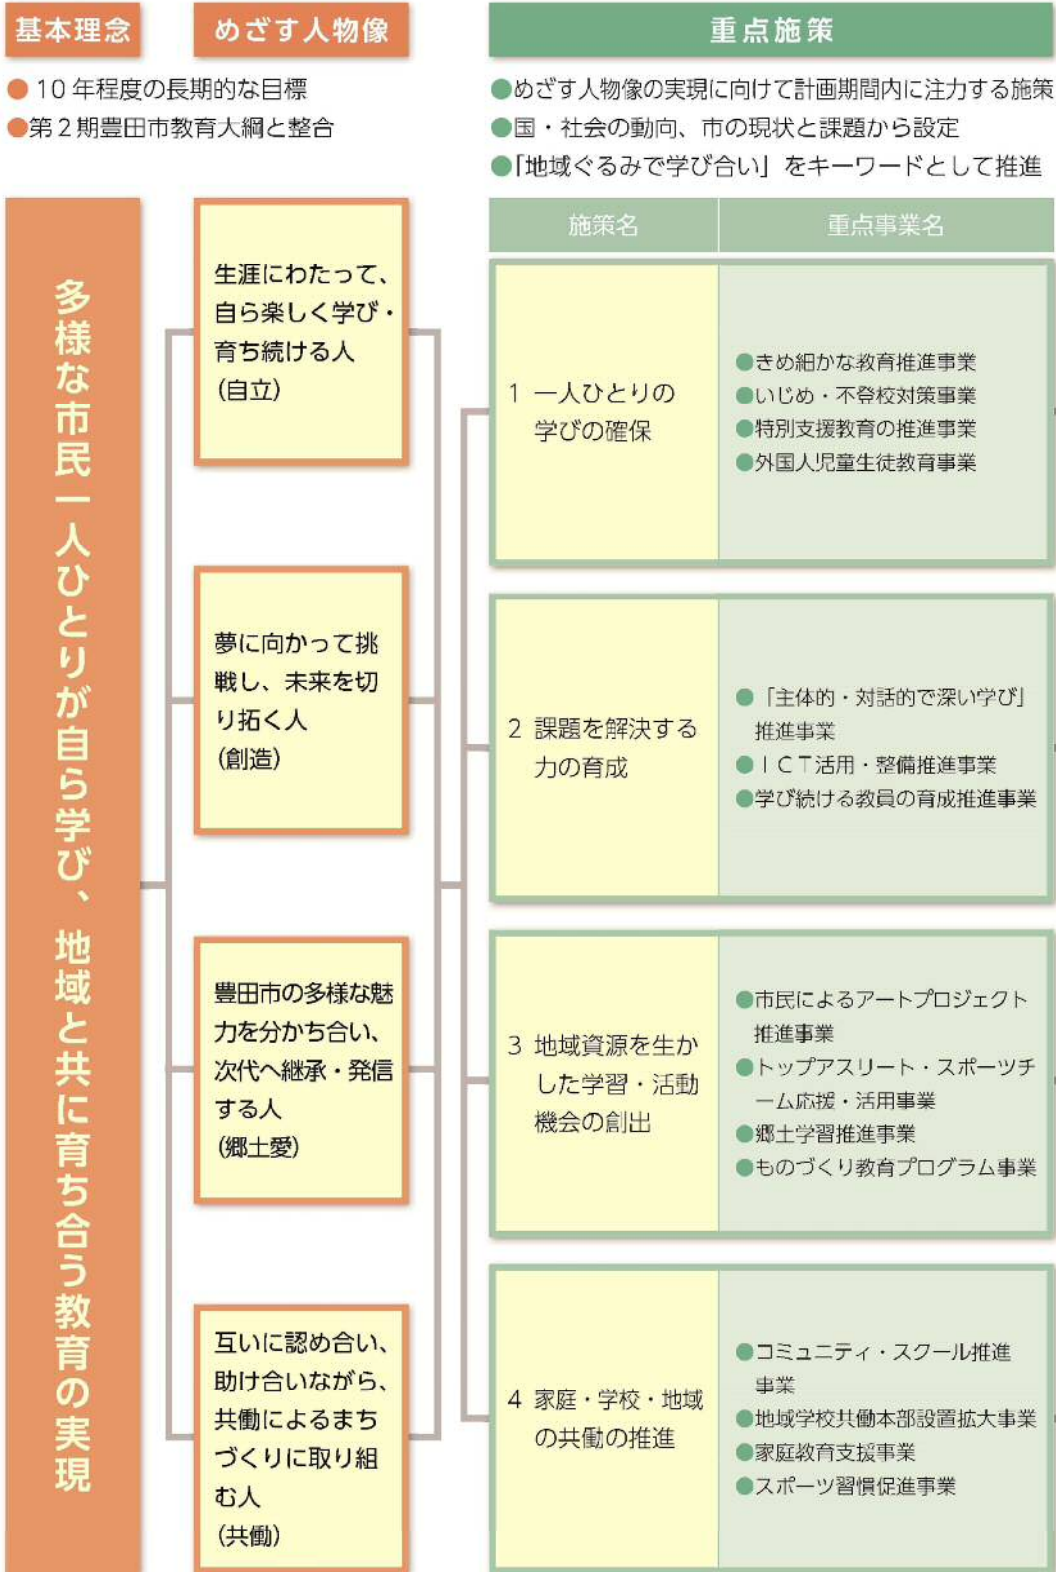 基本理念
めざす人物像
重点施策
● 10年程度の長期的な目標
●第2期豊田市教育大綱と整合
●めざす人物像の実現に向けて計画期間内に注力する施策
●国・社会の動向、市の現状と課題から設定
●「地域ぐるみで学び合い」をキーワードとして推進
多様な市民一人ひとりが自ら学び、地域と共に育ち合う教育の実現
生涯にわたって、
自ら楽しく学び・
育ち続ける人
(自立)
夢に向かって挑
戦し、未来を切
り拓く人
(創造)
豊田市の多様な魅
力を分かち合い、
次代へ継承・発信
する人
(郷土愛)
互いに認め合い、
助け合いながら、
共働によるまち
づくりに取り組
む人
(共働)
施策名
重点事業名
1 一人ひとりの
学びの確保
●きめ細かな教育推進事業
●いじめ・不登校対策事業
●特別支援教育の推進事業
●外国人児童生徒教育事業
2 課題を解決する
力の育成
●「主体的・対話的で深い学び」
推進事業
●ICT活用・整備推進事業
●学び続ける教員の育成推進事業
3 地域資源を生か
した学習・活動
機会の創出
●市民によるアートプロジェクト
推進事業
●トップアスリート・スポーツチ
ーム応援・活用事業
●郷土学習推進事業
●ものづくり教育プログラム事業
4 家庭・学校・地域
の共働の推進
●コミュニティ・スクール推進
事業
●地域学校共働本部設置拡大事業
●家庭教育支援事業
●スポーツ習慣促進事業